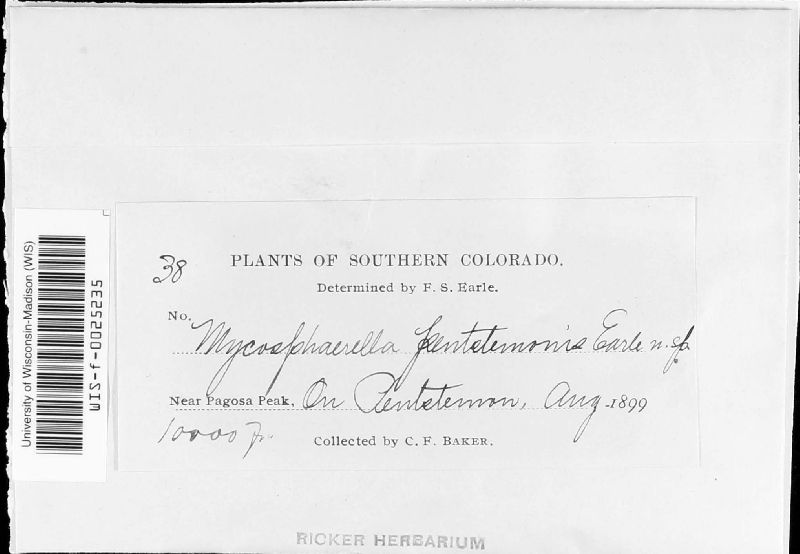 38
PLANTS OF SOUTHERN COLORADO.
Determined by F. S. Earle.
No.
Mycosphaerella pentstemonis Earle n. sp
Near Pagosa Peak, On Pentstemon, Aug. 1899
10000 ft.
Collected by C. F. BAKER.
University of Wisconsin-Madison (WIS)
WIS-f-0025235
RICKER HERBARIUM